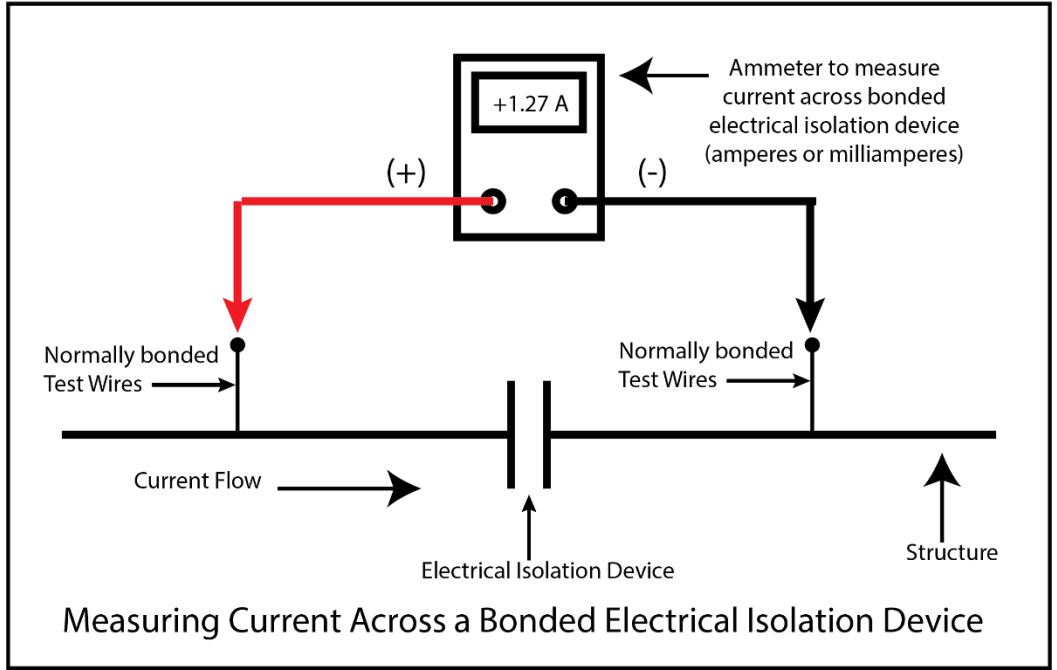 +1.27 A
Ammeter to measure
current across bonded
electrical isolation device
(amperes or milliamperes)
(+)
(-)
Normally bonded
Test Wires
Normally bonded
Test Wires
Current Flow
Electrical Isolation Device
Structure
Measuring Current Across a Bonded Electrical Isolation Device